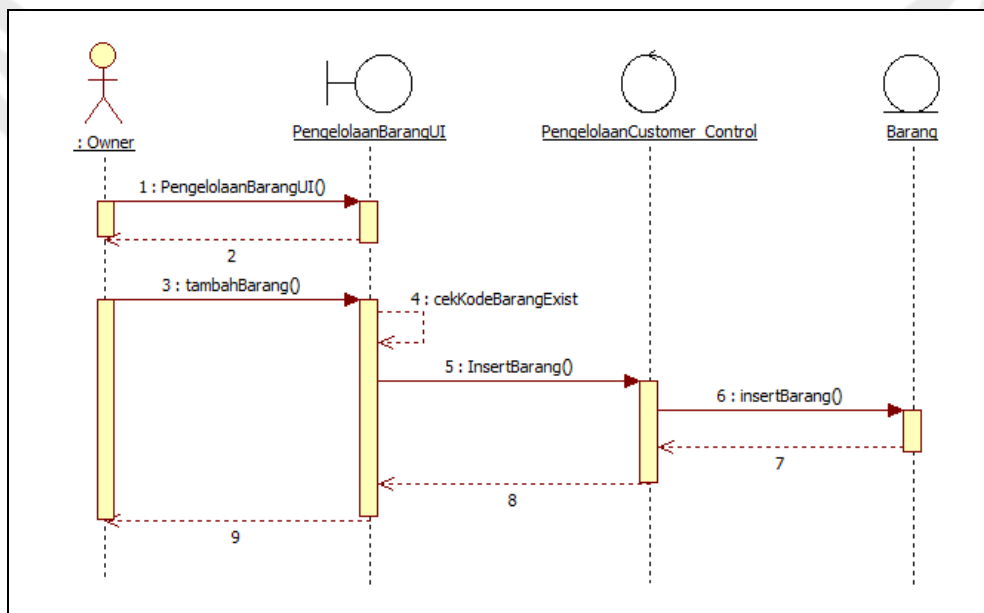 : Owner
PengelolaanBarangUI
PengelolaanCustomer_Control
Barang
1 : PengelolaanBarangUI()
2
3 : tambahBarang()
4 : cekKodeBarangExist
5 : InsertBarang()
6 : insertBarang()
7
8
9